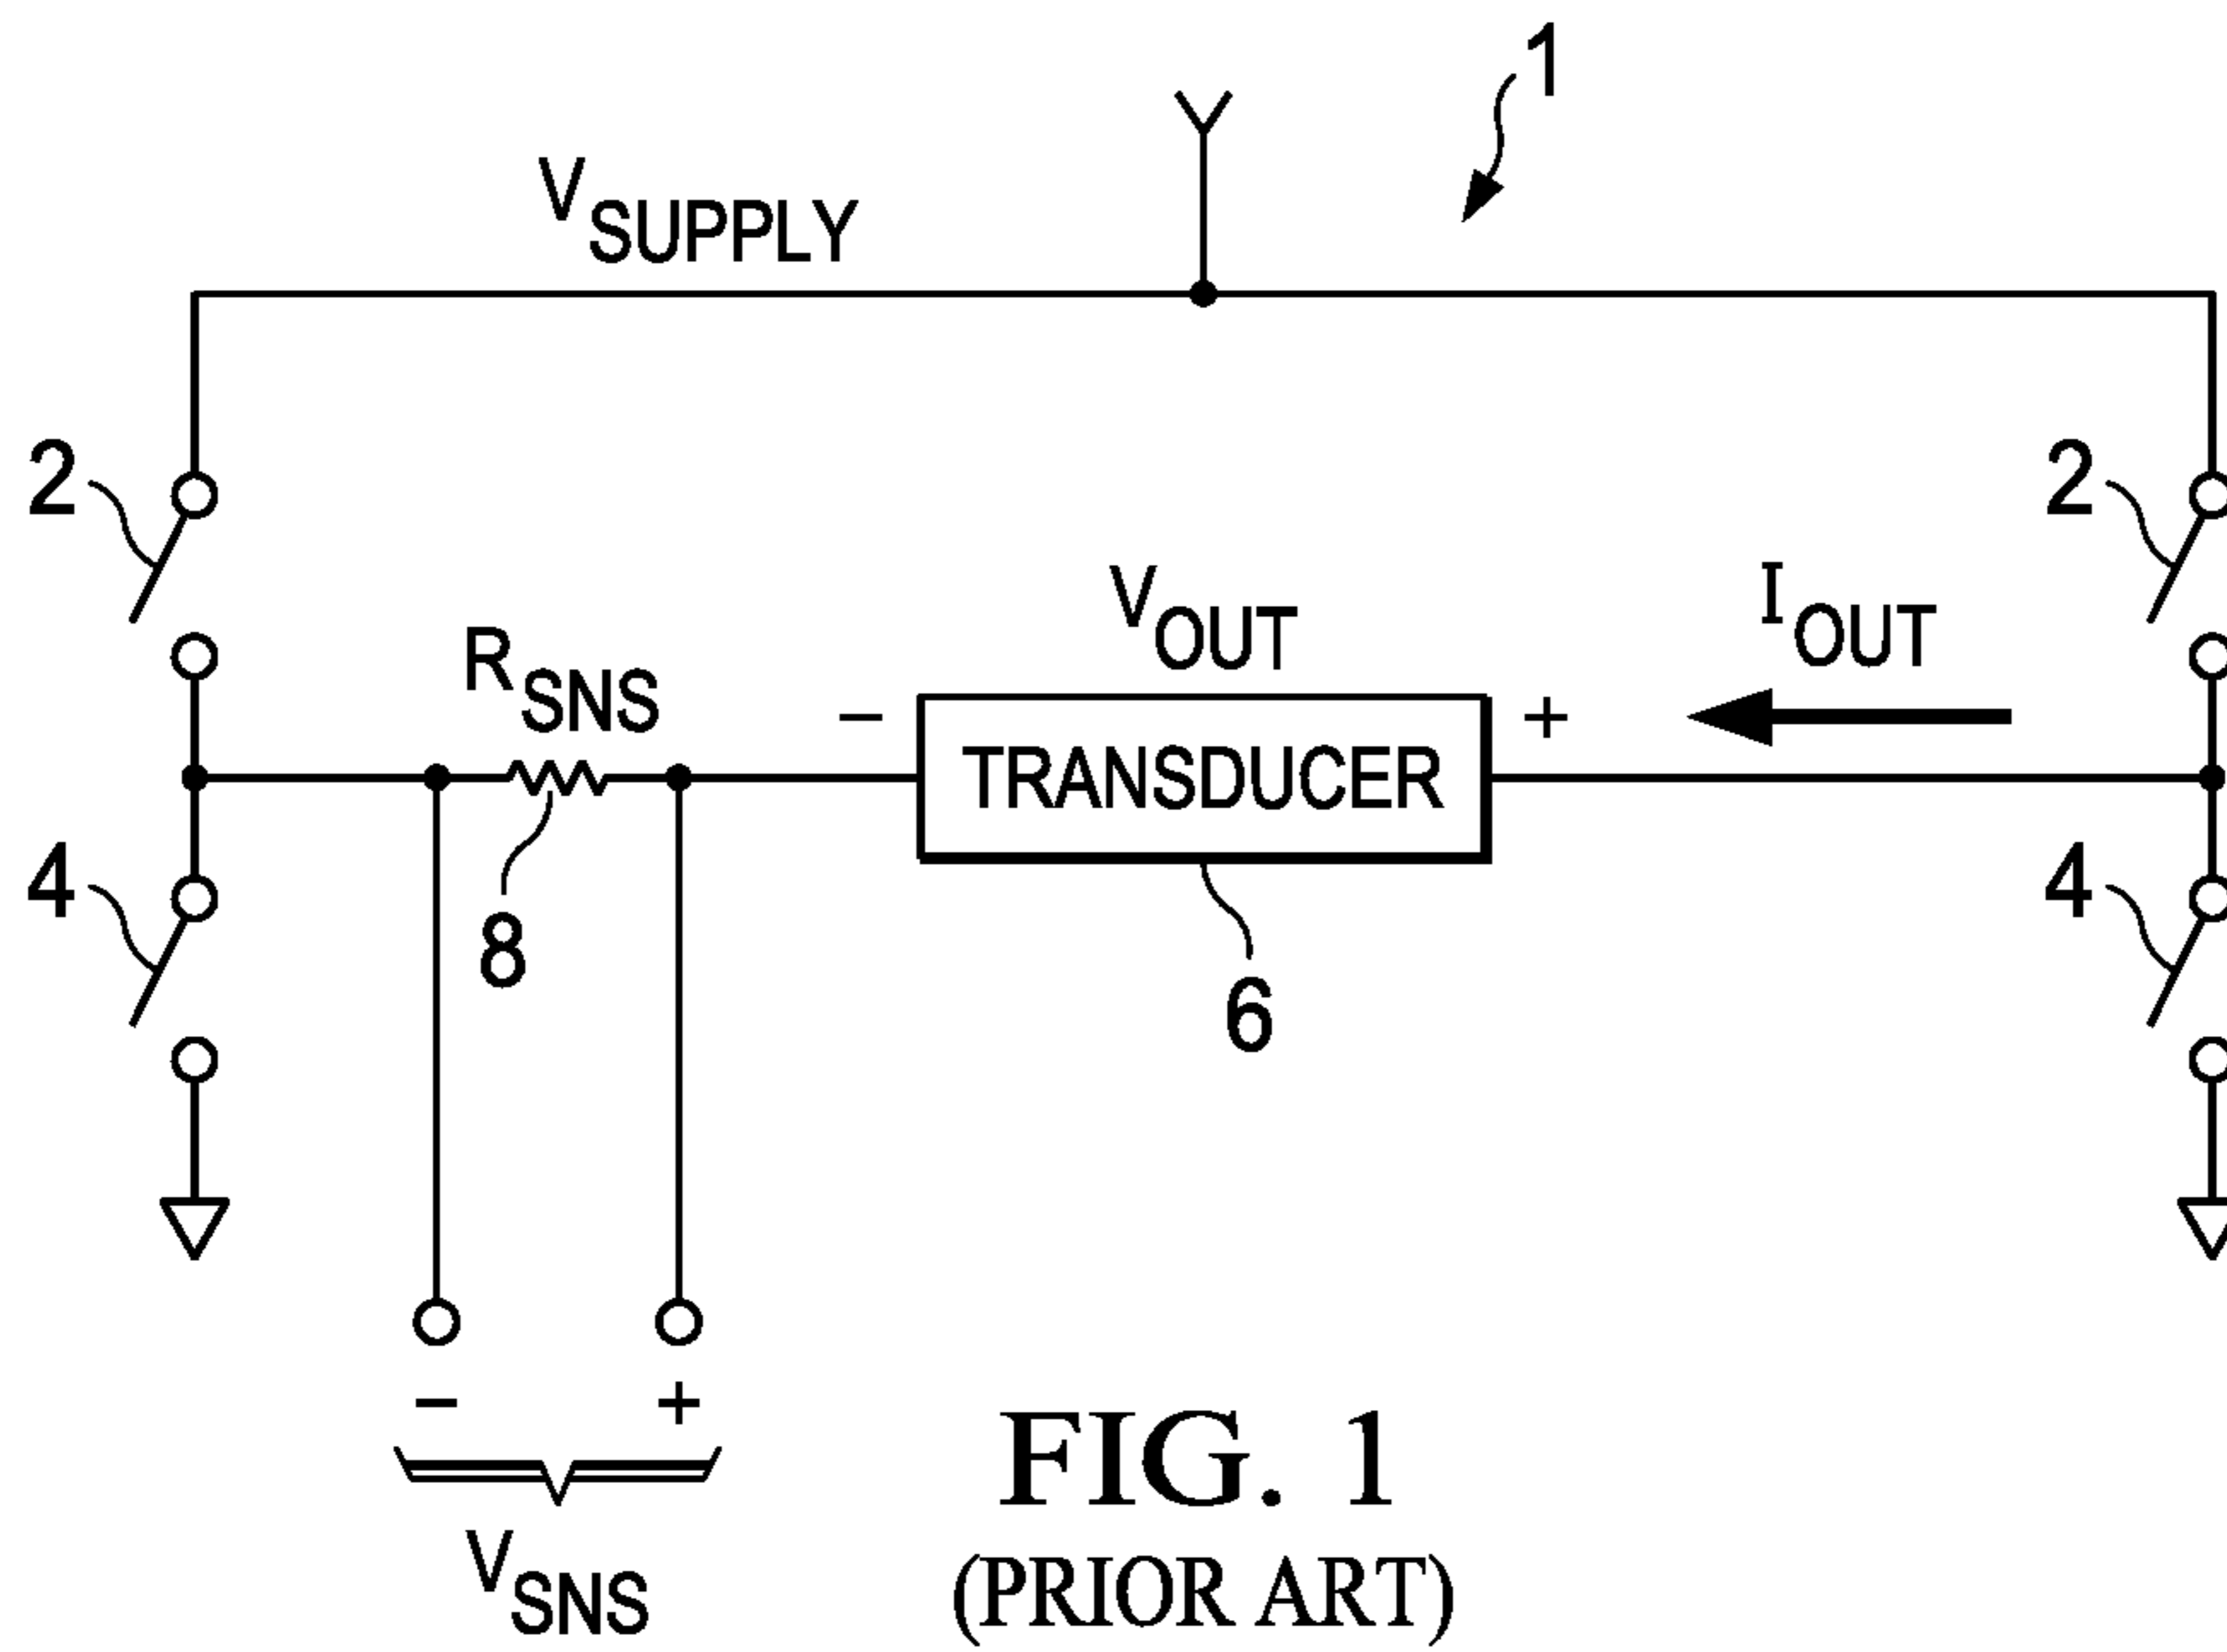 1
VSUPPLY
2
2
VOUT
IOUT
RSNS
−
+
TRANSDUCER
4
4
8
6
−
+
VSNS
FIG. 1
(PRIOR ART)